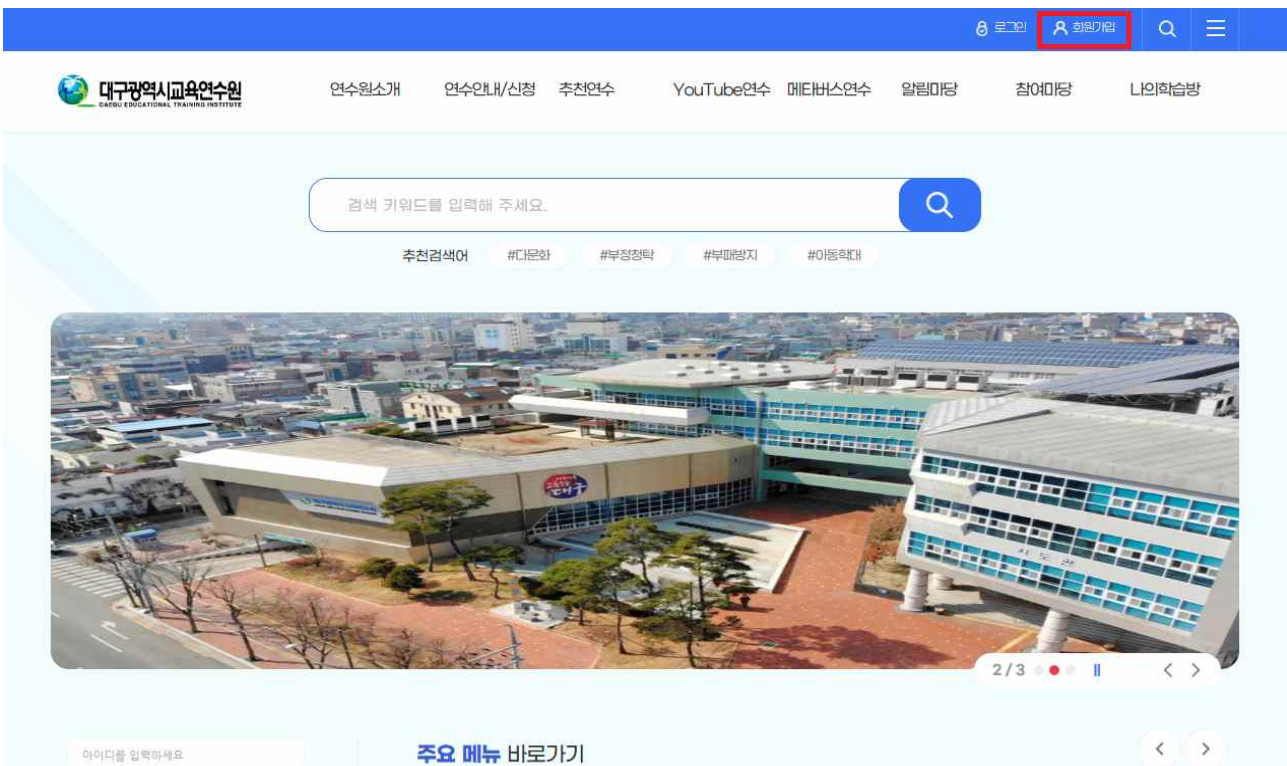 로그인 회원가입
대구광역시교육연수원
DAEGU EDUCATIONAL TRAINING INSTITUTE
연수원소개 연수안내/신청 추천연수 YouTube연수 메타버스연수 알림마당 참여마당 나의학습방
검색 키워드를 입력해 주세요.
추천검색어 #다문화 #부정청탁 #부패방지 #아동학대
대구
시모관
2/3
아이디를 입력하세요
주요 메뉴 바로가기